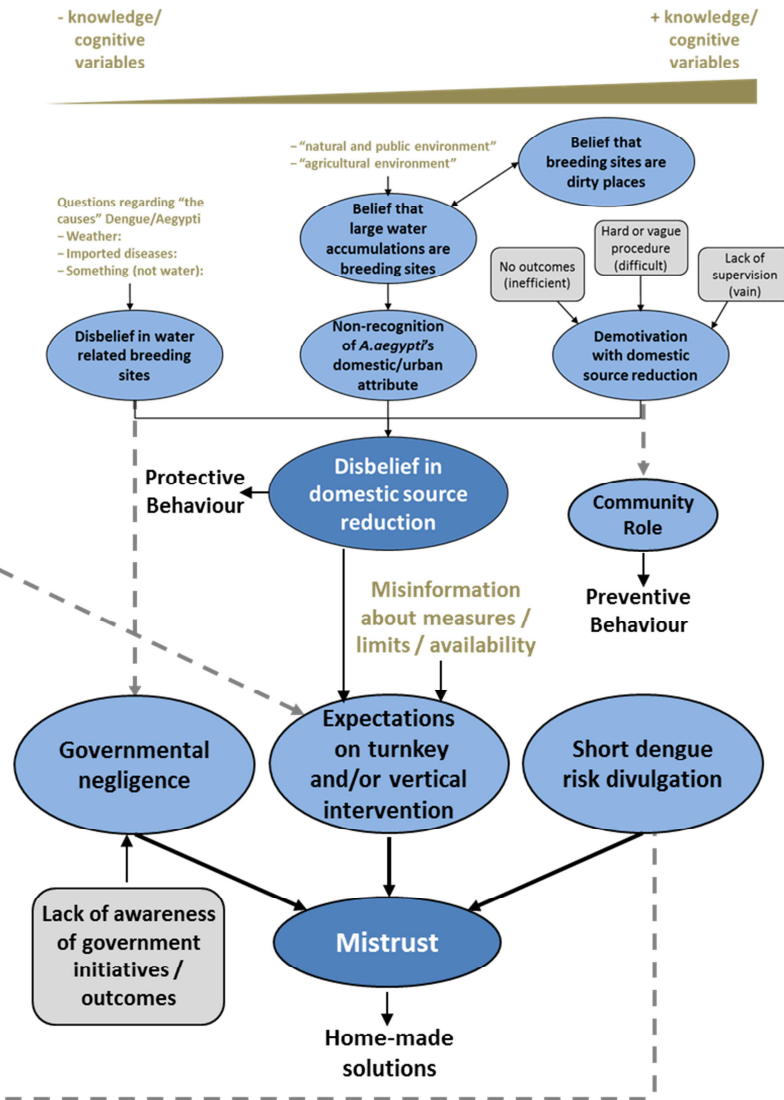 - knowledge/
cognitive
variables
+ knowledge/
cognitive
variables
– “natural and public environment”
– “agricultural environment”
Belief that
breeding sites are
dirty places
Questions regarding “the
causes” Dengue/Aegypti
– Weather:
– Imported diseases:
– Something (not water):
Belief that
large water
accumulations are
breeding sites
No outcomes
(inefficient)
Hard or vague
procedure
(difficult)
Lack of
supervision
(vain)
Disbelief in water
related breeding
sites
Non-recognition
of A.aegypti’s
domestic/urban
attribute
Demotivation
with domestic
source reduction
Protective
Behaviour
Disbelief in
domestic source
reduction
Community
Role
Misinformation
about measures /
limits / availability
Preventive
Behaviour
Governmental
negligence
Expectations
on turnkey
and/or vertical
intervention
Short dengue
risk divulgation
Lack of awareness
of government
initiatives /
outcomes
Mistrust
Home-made
solutions